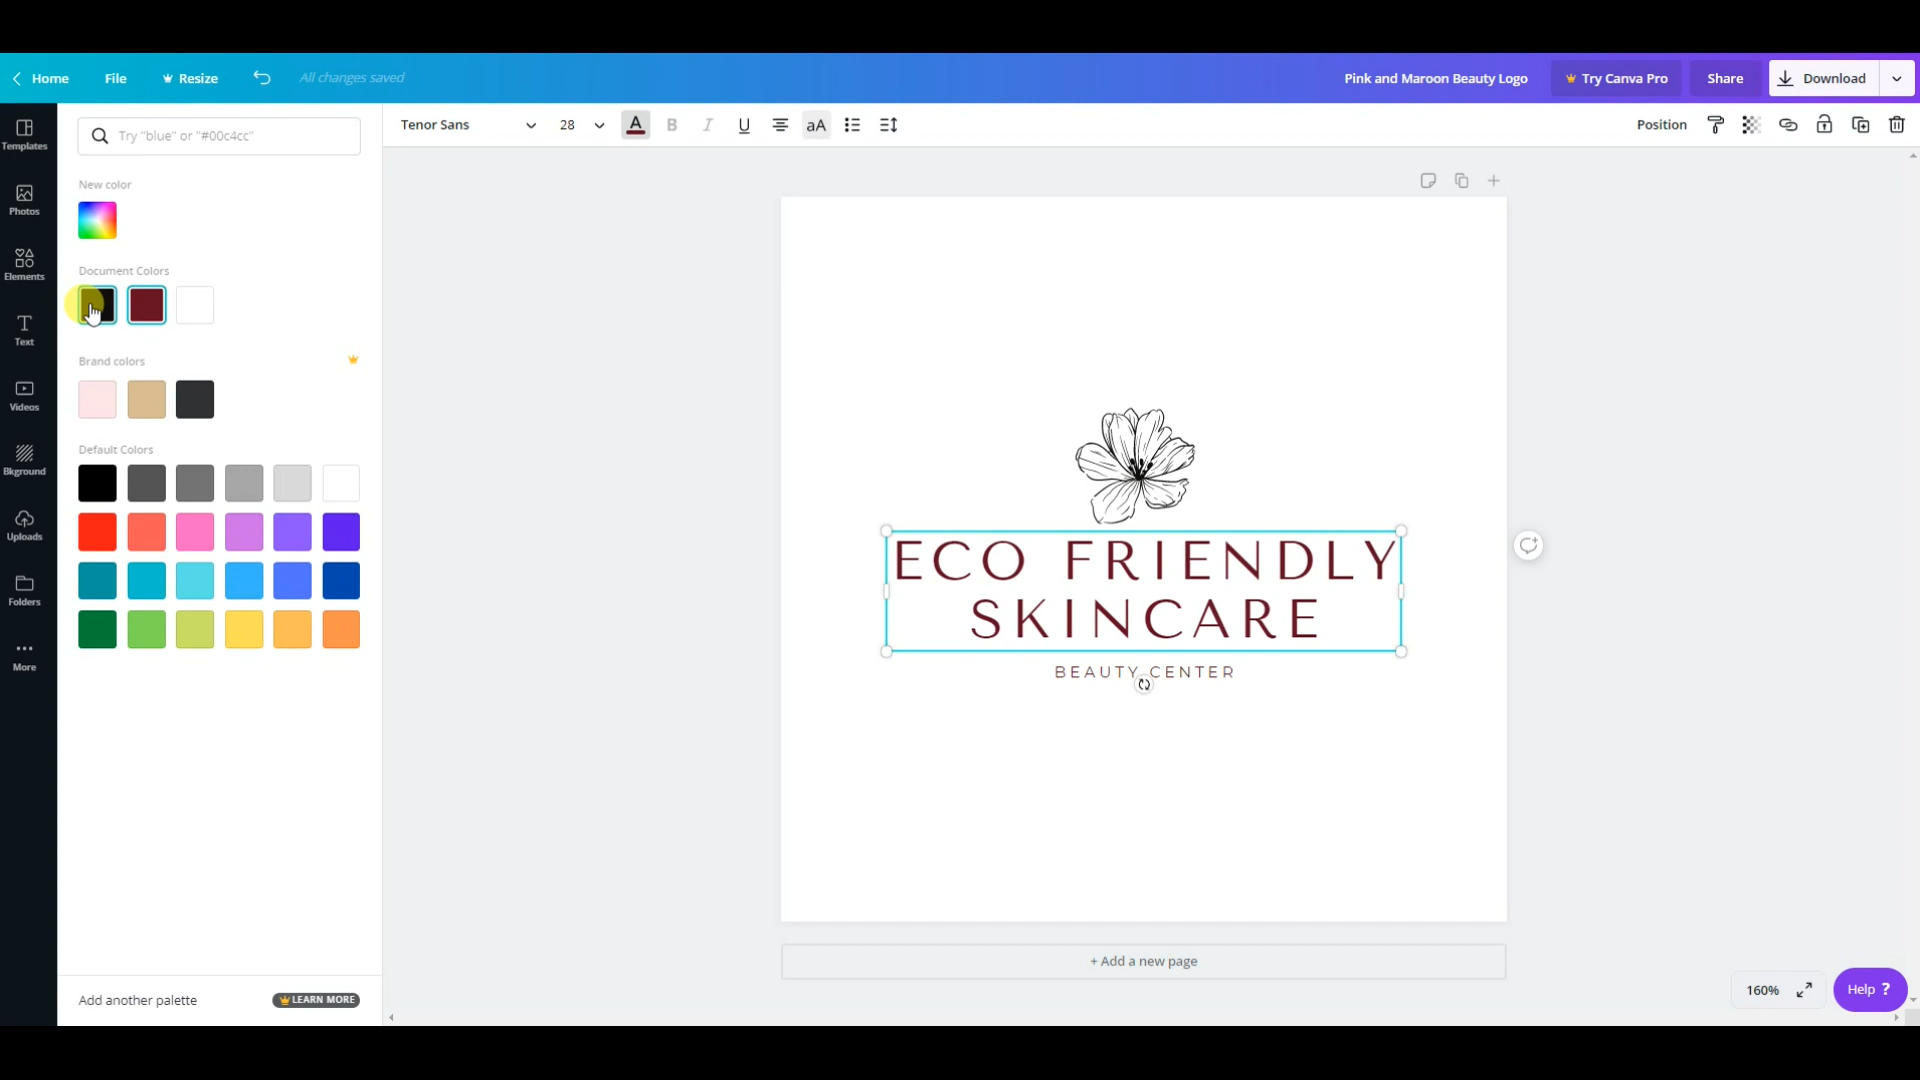 Home File Resize All changes saved Pink and Maroon Beauty Logo Try Canva Pro Share Download
Tenor Sans 28 A B I U aA Position
Templates
Photos
Elements
Text
Videos
Bkground
Uploads
Folders
More
Try "blue" or "#00c4cc"
New color
Document Colors
Brand colors
Default Colors
Add another palette LEARN MORE
ECO FRIENDLY
SKINCARE
BEAUTY CENTER
+ Add a new page
160% Help ?